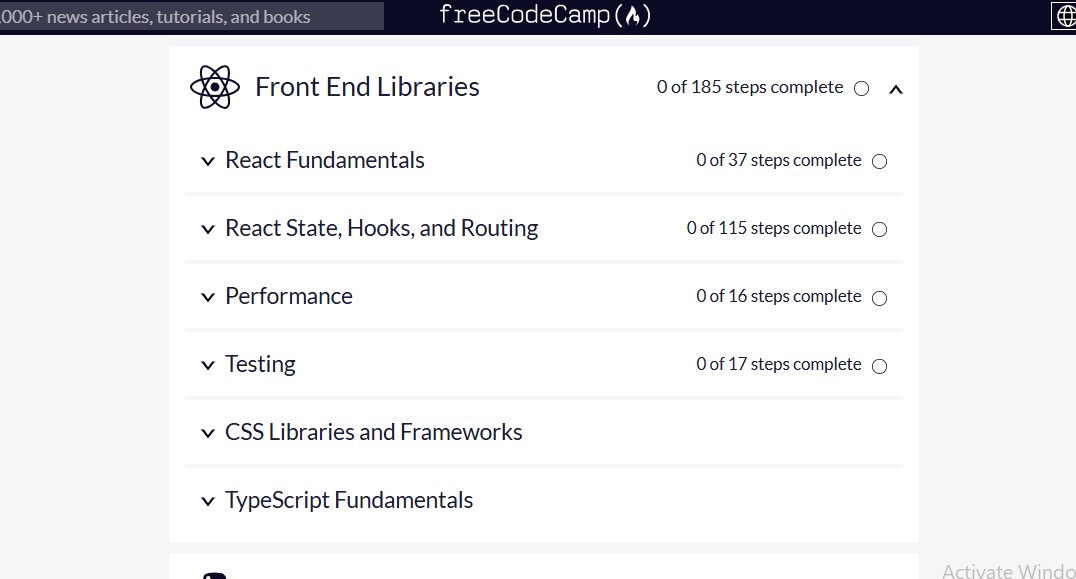 ,000+ news articles, tutorials, and books
freeCodeCamp
Front End Libraries
0 of 185 steps complete
React Fundamentals
0 of 37 steps complete
React State, Hooks, and Routing
0 of 115 steps complete
Performance
0 of 16 steps complete
Testing
0 of 17 steps complete
CSS Libraries and Frameworks
TypeScript Fundamentals
Activate Windo